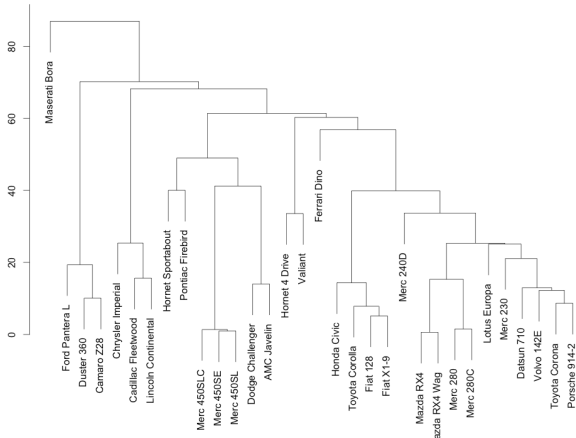 80
60
40
20
0
Maserati Bora
Ford Pantera L
Duster 360
Camaro Z28
Chrysler Imperial
Cadillac Fleetwood
Lincoln Continental
Hornet Sportabout
Pontiac Firebird
Merc 450SLC
Merc 450SE
Merc 450SL
Dodge Challenger
AMC Javelin
Hornet 4 Drive
Valiant
Ferrari Dino
Honda Civic
Toyota Corolla
Fiat 128
Fiat X1-9
Merc 240D
Mazda RX4
azda RX4 Wag
Merc 280
Merc 280C
Lotus Europa
Merc 230
Datsun 710
Volvo 142E
Toyota Corona
Porsche 914-2